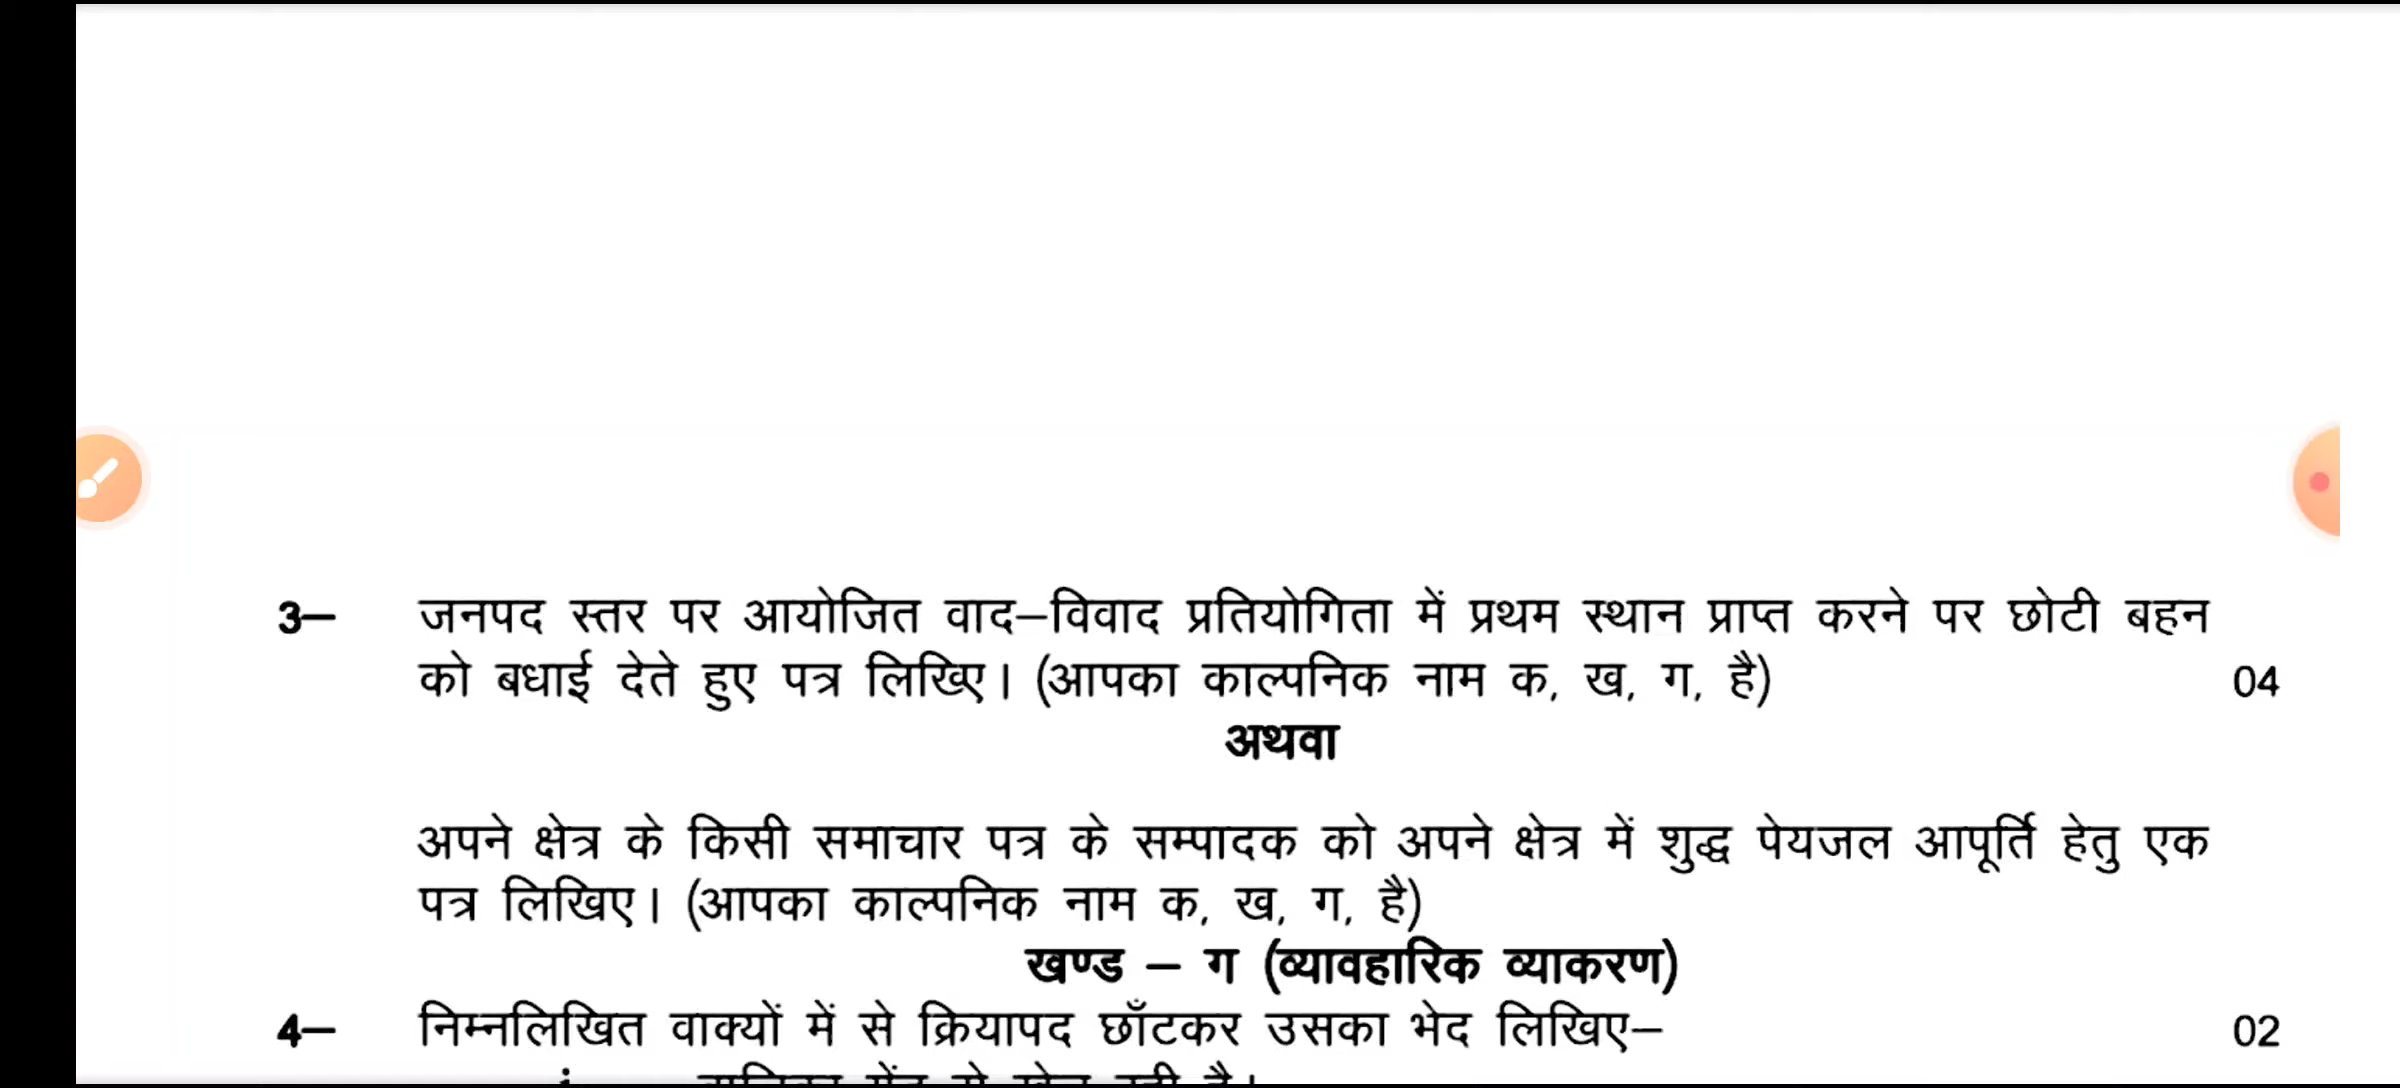 3– जनपद स्तर पर आयोजित वाद–विवाद प्रतियोगिता में प्रथम स्थान प्राप्त करने पर छोटी बहन
को बधाई देते हुए पत्र लिखिए। (आपका काल्पनिक नाम क, ख, ग, है) 04
अथवा
अपने क्षेत्र के किसी समाचार पत्र के सम्पादक को अपने क्षेत्र में शुद्ध पेयजल आपूर्ति हेतु एक
पत्र लिखिए। (आपका काल्पनिक नाम क, ख, ग, है)
खण्ड – ग (व्यावहारिक व्याकरण)
4– निम्नलिखित वाक्यों में से क्रियापद छाँटकर उसका भेद लिखिए– 02